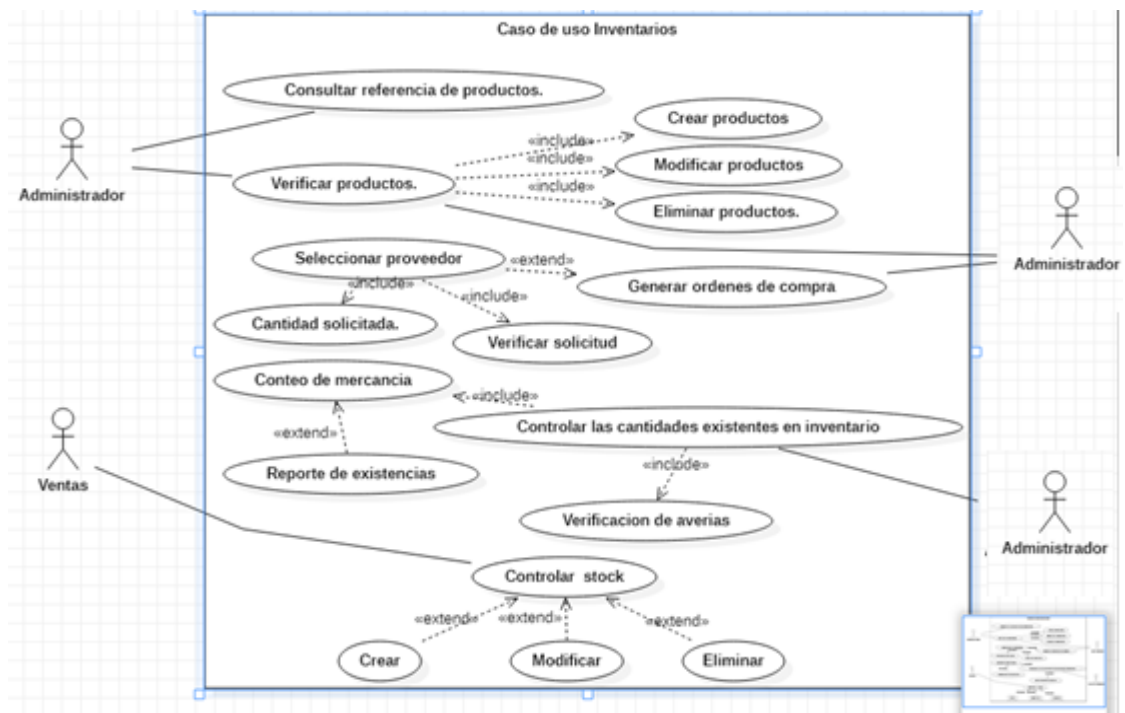 Caso de uso Inventarios
Consultar referencia de productos.
Crear productos
«include»
«include»
Modificar productos
Administrador
Verificar productos.
«include»
Eliminar productos.
Seleccionar proveedor
«extend»
Administrador
«include»
Generar ordenes de compra
«include»
Cantidad solicitada.
Verificar solicitud
Conteo de mercancia
«include»
Controlar las cantidades existentes en inventario
«extend»
Reporte de existencias
«include»
Ventas
Verificacion de averias
Administrador
Controlar stock
«extend»
«extend»
«extend»
Crear
Modificar
Eliminar